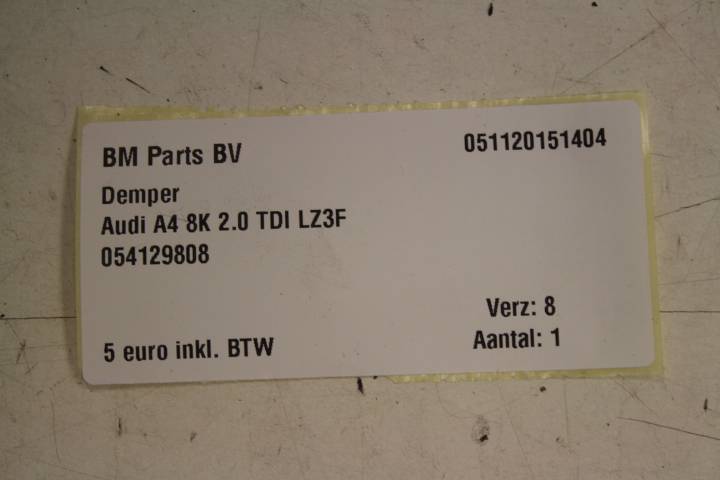 BM Parts BV
051120151404
Demper
Audi A4 8K 2.0 TDI LZ3F
054129808
Verz: 8
5 euro inkl. BTW
Aantal: 1